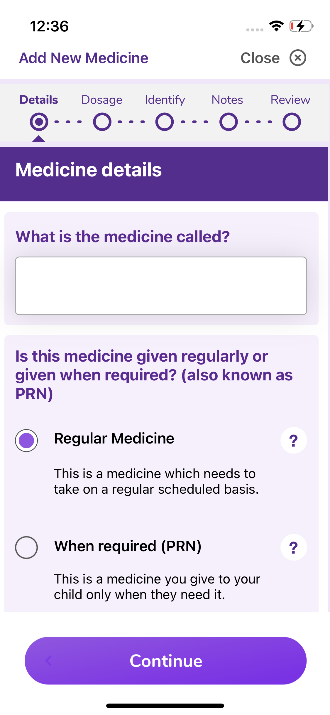 12:36
Add New Medicine
Close
Details Dosage Identify Notes Review
Medicine details
What is the medicine called?
Is this medicine given regularly or
given when required? (also known as
PRN)
Regular Medicine
?
This is a medicine which needs to
take on a regular scheduled basis.
When required (PRN)
?
This is a medicine you give to your
child only when they need it.
Continue